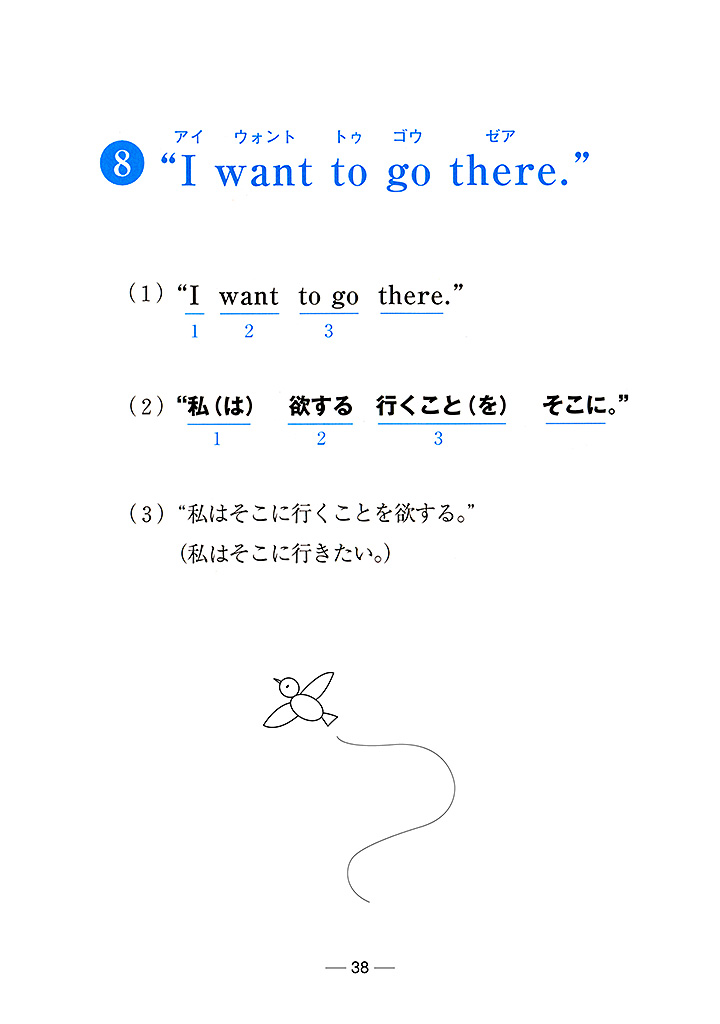 アイ ウォント トゥ ゴウ ゼア
8 “I want to go there.”
(1) “I want to go there.”
1 2 3
(2) “私(は) 欲する 行くこと(を) そこに。”
1 2 3
(3) “私はそこに行くことを欲する。”
(私はそこに行きたい。)
— 38 —